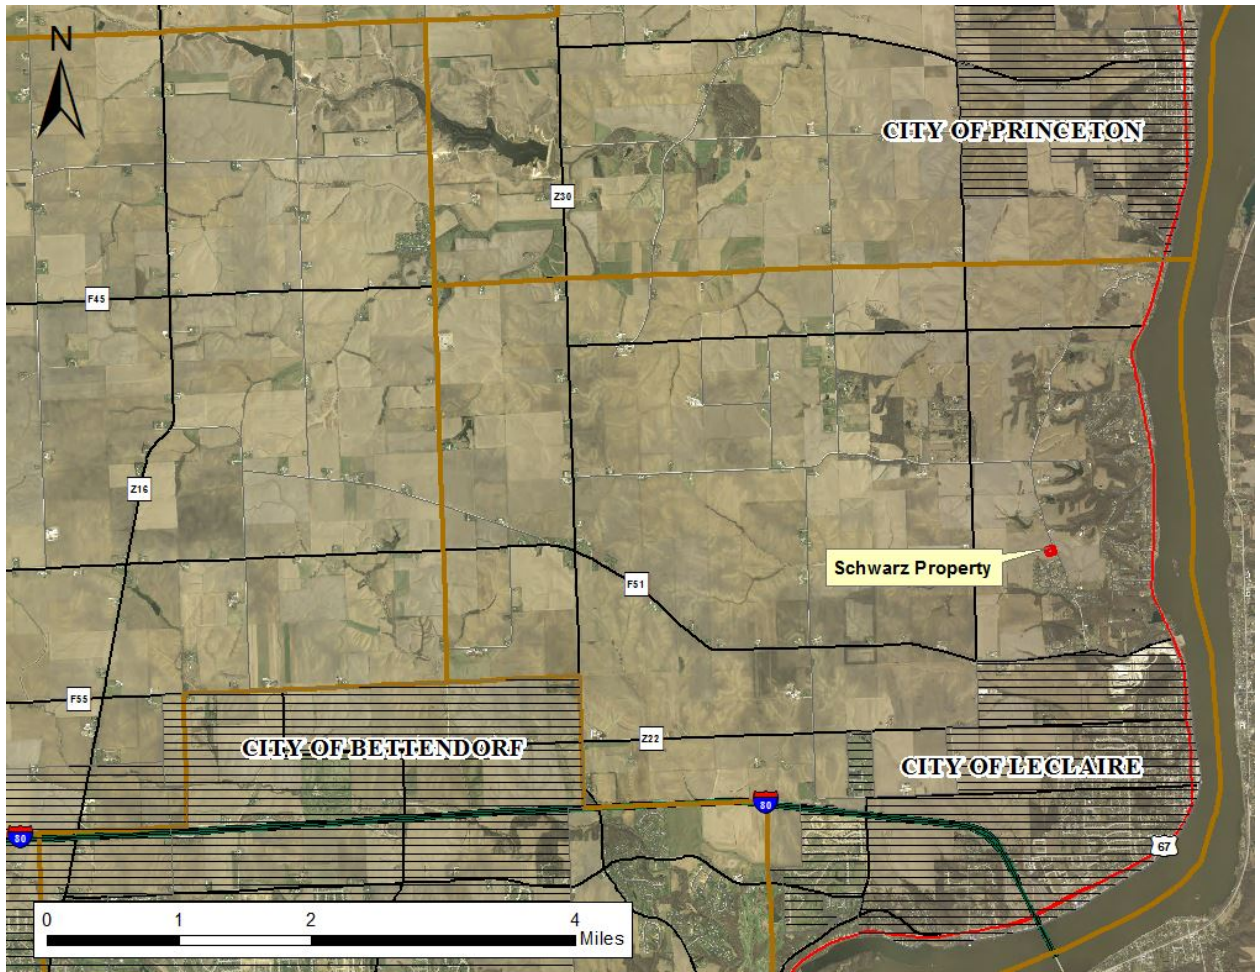 N
CITY OF PRINCETON
Z30
F45
Z16
Schwarz Property
F51
F55
Z22
CITY OF BETTENDORF
CITY OF LECLAIRE
80
80
67
0 1 2 4
Miles